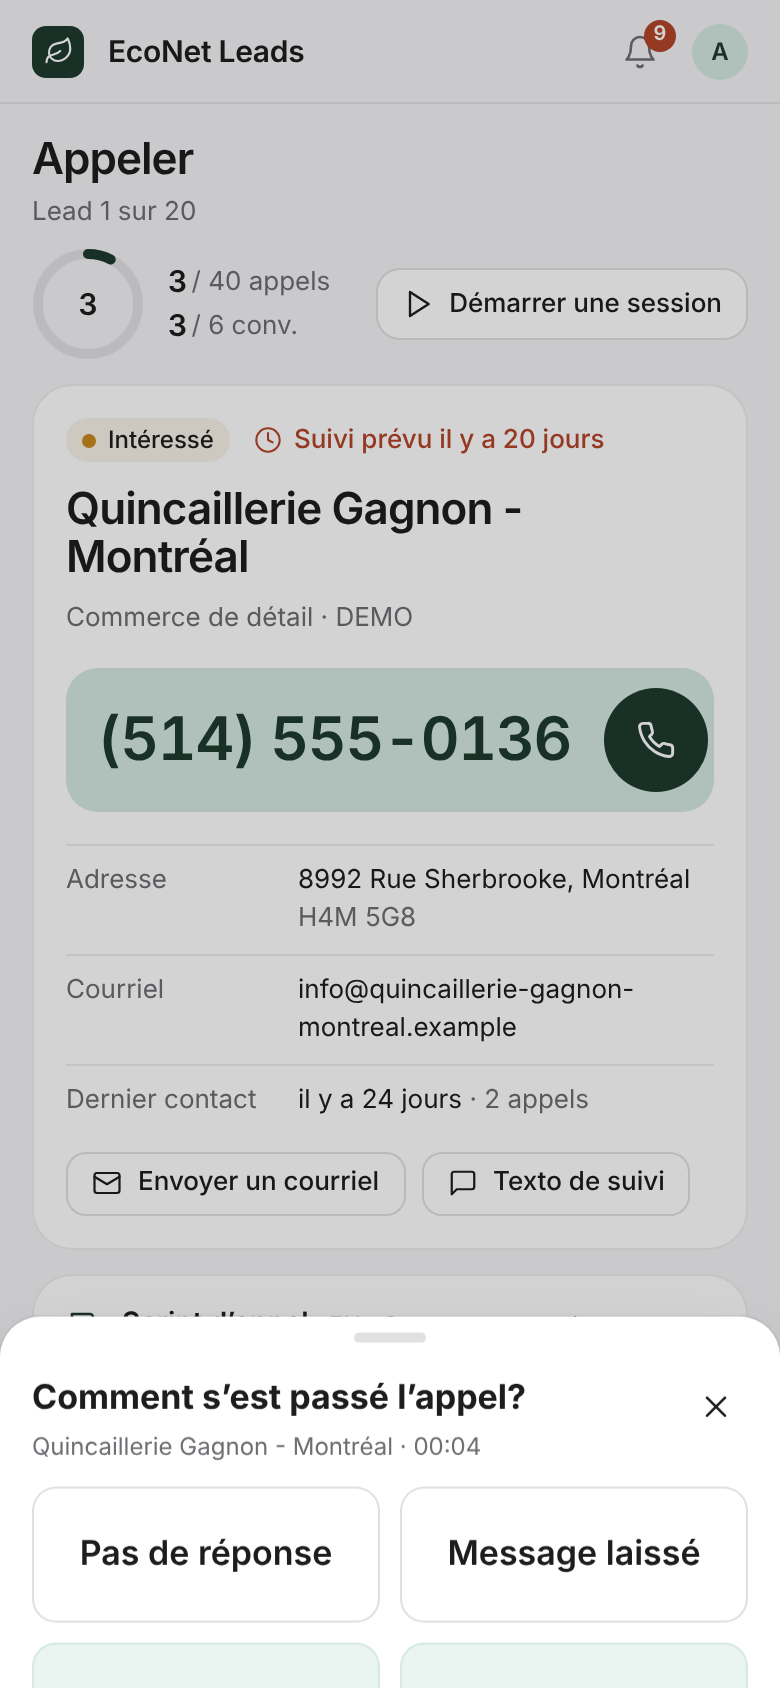 EcoNet Leads
9
A
Appeler
Lead 1 sur 20
3
3 / 40 appels
3 / 6 conv.
Démarrer une session
Intéressé
Suivi prévu il y a 20 jours
Quincaillerie Gagnon -
Montréal
Commerce de détail · DEMO
(514) 555-0136
Adresse
8992 Rue Sherbrooke, Montréal
H4M 5G8
Courriel
info@quincaillerie-gagnon-
montreal.example
Dernier contact
il y a 24 jours · 2 appels
Envoyer un courriel
Texto de suivi
Script d’appel
Comment s’est passé l’appel?
Quincaillerie Gagnon - Montréal · 00:04
Pas de réponse
Message laissé